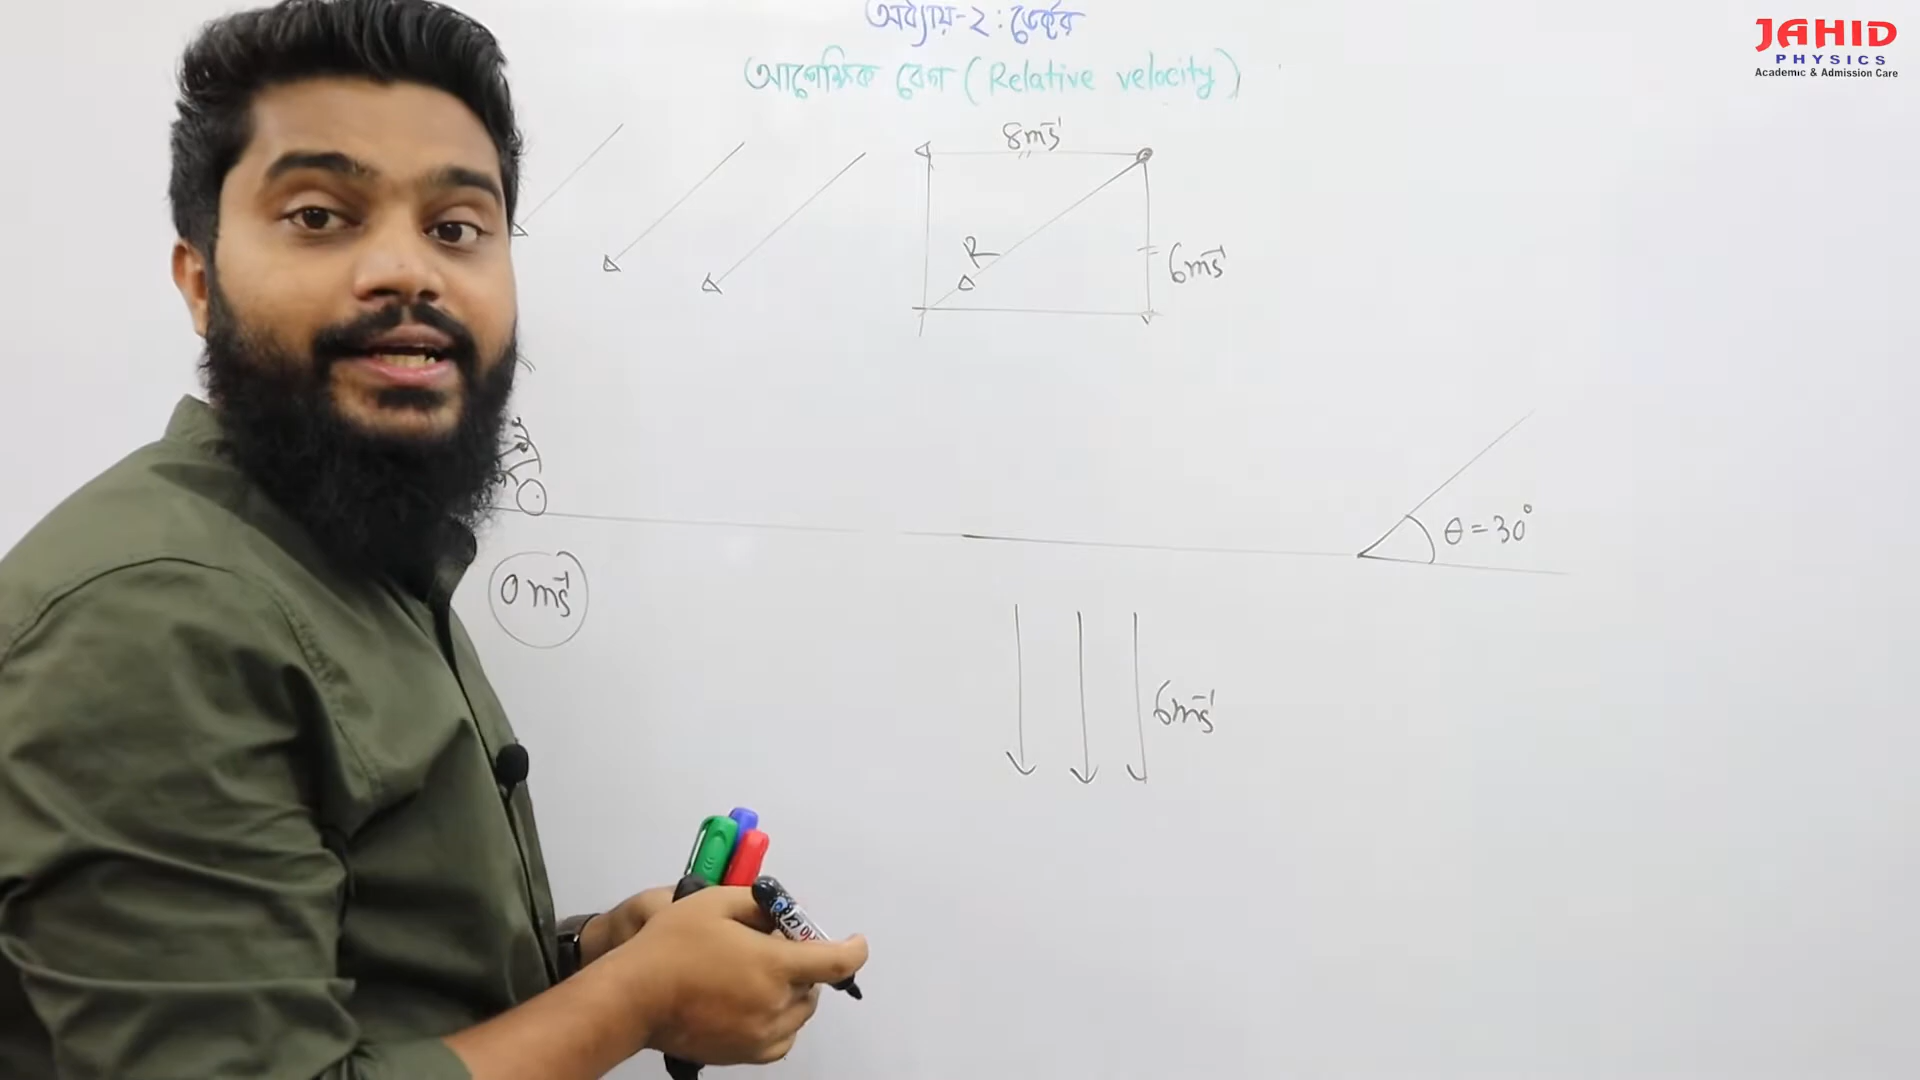 অধ্যায়-২: ভেক্টর
আপেক্ষিক বেগ (Relative velocity)
JAHID
PHYSICS
Academic & Admission Care
8ms⁻¹
R
6ms⁻¹
θ=30°
0 ms⁻¹
6ms⁻¹